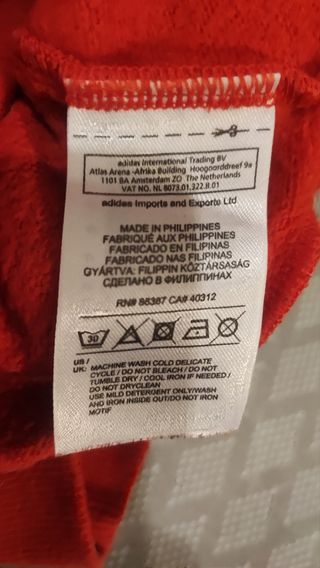 adidas International Trading BV
Atlas Arena -Afrika Building Hoogoorddreef 9a
1101 BA Amsterdam ZO The Netherlands
VAT NO. NL 8073.01.322.B.01
adidas Imports and Exports Ltd
MADE IN PHILIPPINES
FABRIQUÉ AUX PHILIPPINES
FABRICADO EN FILIPINAS
FABRICADO NAS FILIPINAS
GYÁRTVA: FILIPPIN KÖZTÁRSASÁG
СДЕЛАНО В ФИЛИППИНАХ
RN# 88387 CA# 40312
30
US /
UK: MACHINE WASH COLD DELICATE
CYCLE / DO NOT BLEACH / DO NOT
TUMBLE DRY / COOL IRON IF NEEDED /
DO NOT DRYCLEAN
USE MILD DETERGENT ONLY/WASH
AND IRON INSIDE OUT/DO NOT IRON
MOTIF